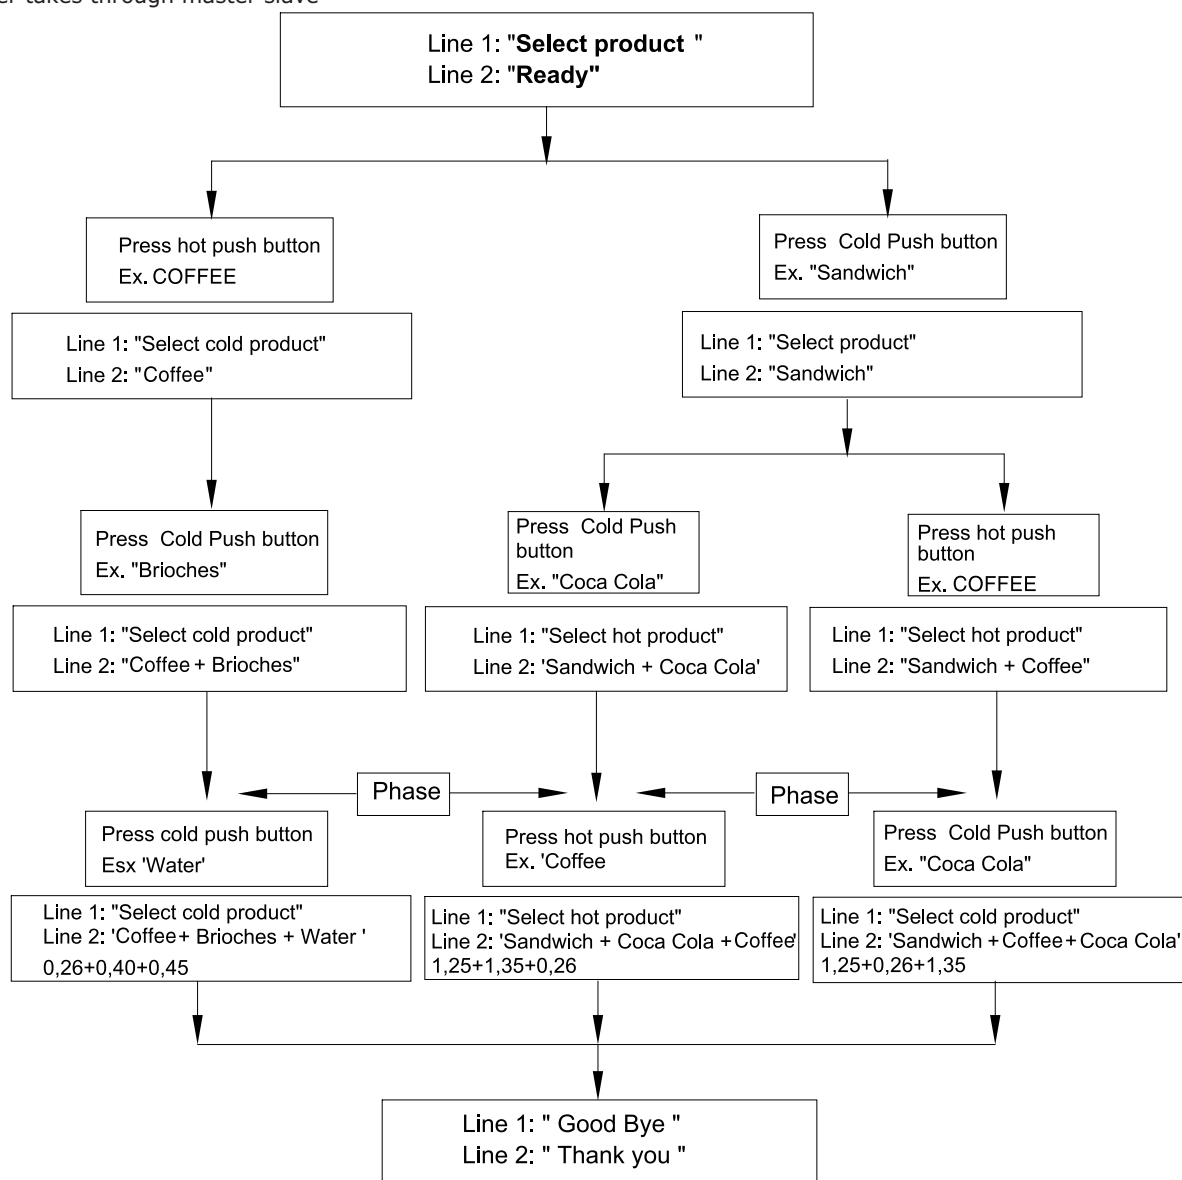 er takes through master slave
Line 1: "Select product "
Line 2: "Ready"
Press hot push button
Ex. COFFEE
Press Cold Push button
Ex. "Sandwich"
Line 1: "Select cold product"
Line 2: "Coffee"
Line 1: "Select product"
Line 2: "Sandwich"
Press Cold Push button
Ex. "Brioches"
Press Cold Push
button
Ex. "Coca Cola"
Press hot push
button
Ex. COFFEE
Line 1: "Select cold product"
Line 2: "Coffee + Brioches"
Line 1: "Select hot product"
Line 2: 'Sandwich + Coca Cola'
Line 1: "Select hot product"
Line 2: "Sandwich + Coffee"
Phase
Phase
Press cold push button
Esx 'Water'
Press hot push button
Ex. 'Coffee
Press Cold Push button
Ex. "Coca Cola"
Line 1: "Select cold product"
Line 2: 'Coffee + Brioches + Water '
0,26+0,40+0,45
Line 1: "Select hot product"
Line 2: 'Sandwich + Coca Cola + Coffee'
1,25+1,35+0,26
Line 1: "Select cold product"
Line 2: 'Sandwich + Coffee + Coca Cola'
1,25+0,26+1,35
Line 1: " Good Bye "
Line 2: " Thank you "